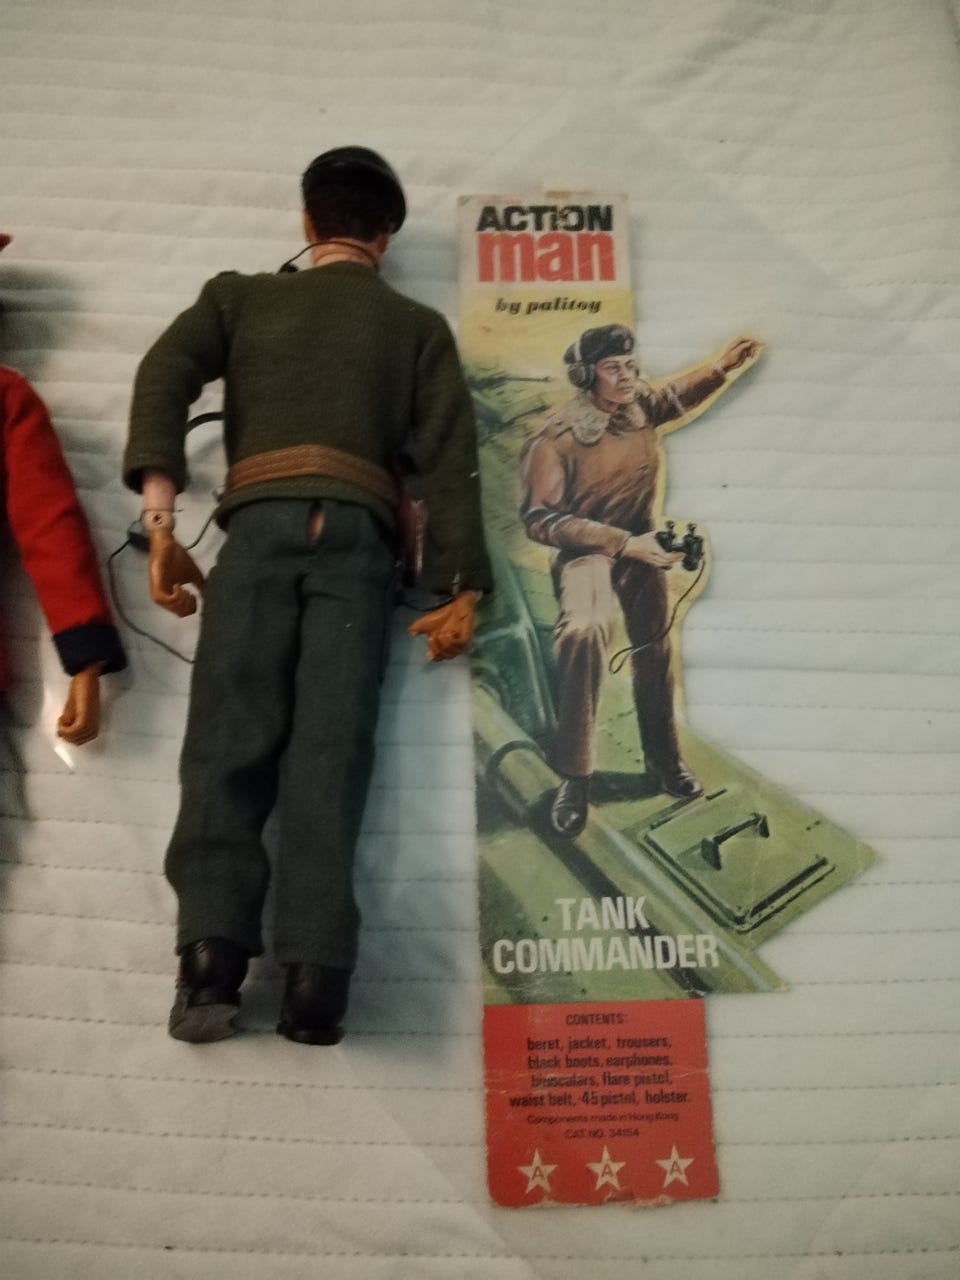 ACTION
man
by palitoy
TANK
COMMANDER
CONTENTS:
beret, jacket, trousers,
black boots, earphones,
binoculars, flare pistol,
waist belt, ·45 pistol, holster.
Components made in Hong Kong
CAT. NO. 34154
A A A